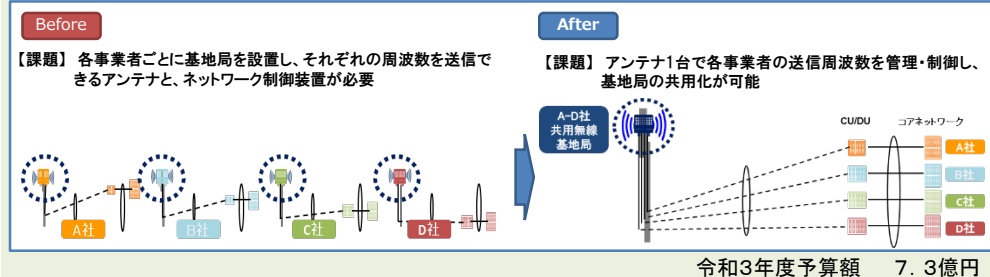 Before
【課題】 各事業者ごとに基地局を設置し、それぞれの周波数を送信で
きるアンテナと、ネットワーク制御装置が必要
A社
B社
C社
D社
After
【課題】 アンテナ1台で各事業者の送信周波数を管理・制御し、
基地局の共用化が可能
A-D社
共用無線
基地局
CU/DU
コアネットワーク
A社
B社
C社
D社
令和3年度予算額 7.3億円